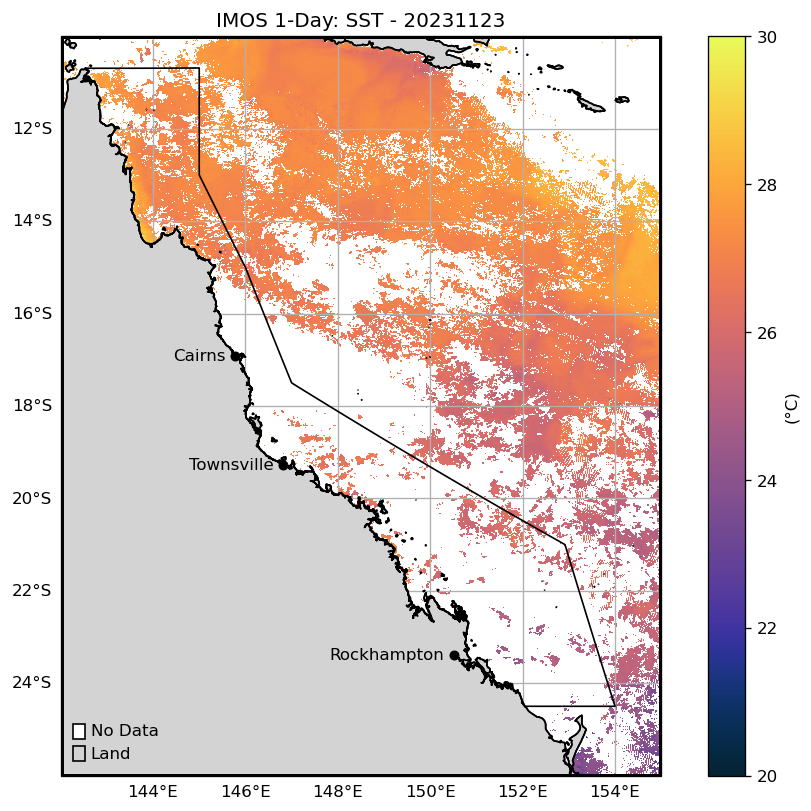 IMOS 1-Day: SST - 20231123
12°S
14°S
16°S
18°S
20°S
22°S
24°S
Cairns
Townsville
Rockhampton
No Data
Land
144°E 146°E 148°E 150°E 152°E 154°E
30
28
26
24
22
20
(°C)